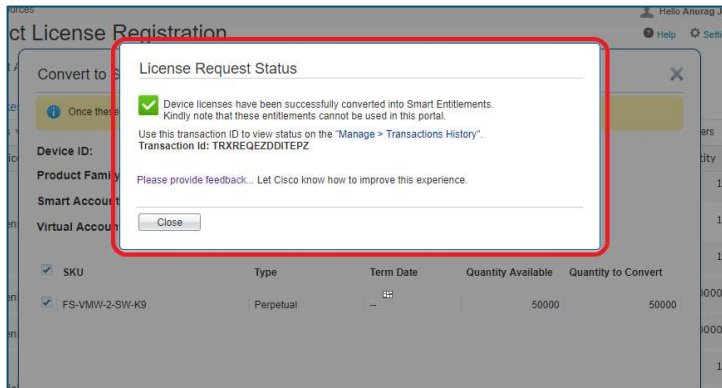 Hello Anurag J
ct License Registration
Help
Convert to S
License Request Status
Once these
Device licenses have been successfully converted into Smart Entitlements.
Kindly note that these entitlements cannot be used in this portal.
Use this transaction ID to view status on the "Manage > Transactions History".
Transaction Id: TRXREQEZDDITEPZ
Device ID:
Product Family
Please provide feedback... Let Cisco know how to improve this experience.
Smart Account
Virtual Accoun
Close
SKU Type Term Date Quantity Available Quantity to Convert
FS-VMW-2-SW-K9 Perpetual -- 50000 50000